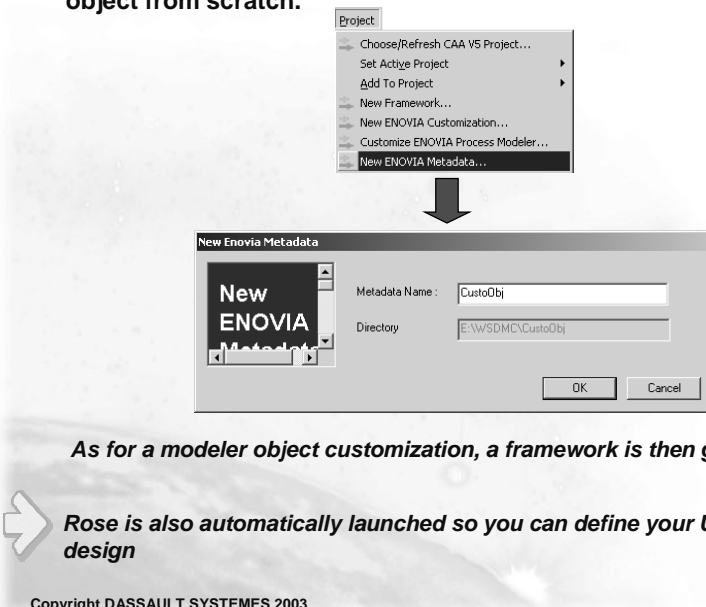 object from scratch.
Project
Choose/Refresh CAA V5 Project...
Set Active Project
Add To Project
New Framework...
New ENOVIA Customization...
Customize ENOVIA Process Modeler...
New ENOVIA Metadata...
New Enovia Metadata
New
ENOVIA
Metadata
Metadata Name :
CustoObj
Directory
E:\WSDMC\CustoObj
OK
Cancel
As for a modeler object customization, a framework is then
Rose is also automatically launched so you can define your
design
Copyright DASSAULT SYSTEMES 2003